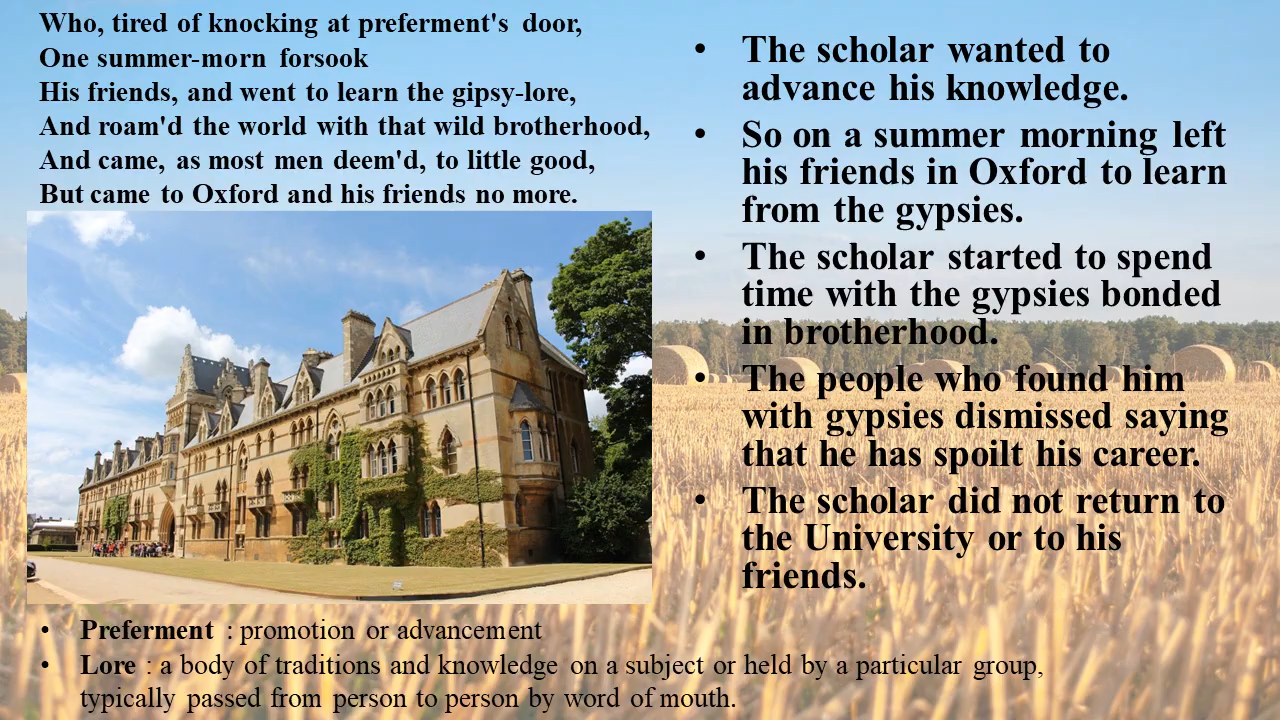 Who, tired of knocking at preferment's door,
One summer-morn forsook
His friends, and went to learn the gipsy-lore,
And roam'd the world with that wild brotherhood,
And came, as most men deem'd, to little good,
But came to Oxford and his friends no more.
• The scholar wanted to
advance his knowledge.
• So on a summer morning left
his friends in Oxford to learn
from the gypsies.
• The scholar started to spend
time with the gypsies bonded
in brotherhood.
• The people who found him
with gypsies dismissed saying
that he has spoilt his career.
• The scholar did not return to
the University or to his
friends.
• Preferment : promotion or advancement
• Lore : a body of traditions and knowledge on a subject or held by a particular group,
typically passed from person to person by word of mouth.